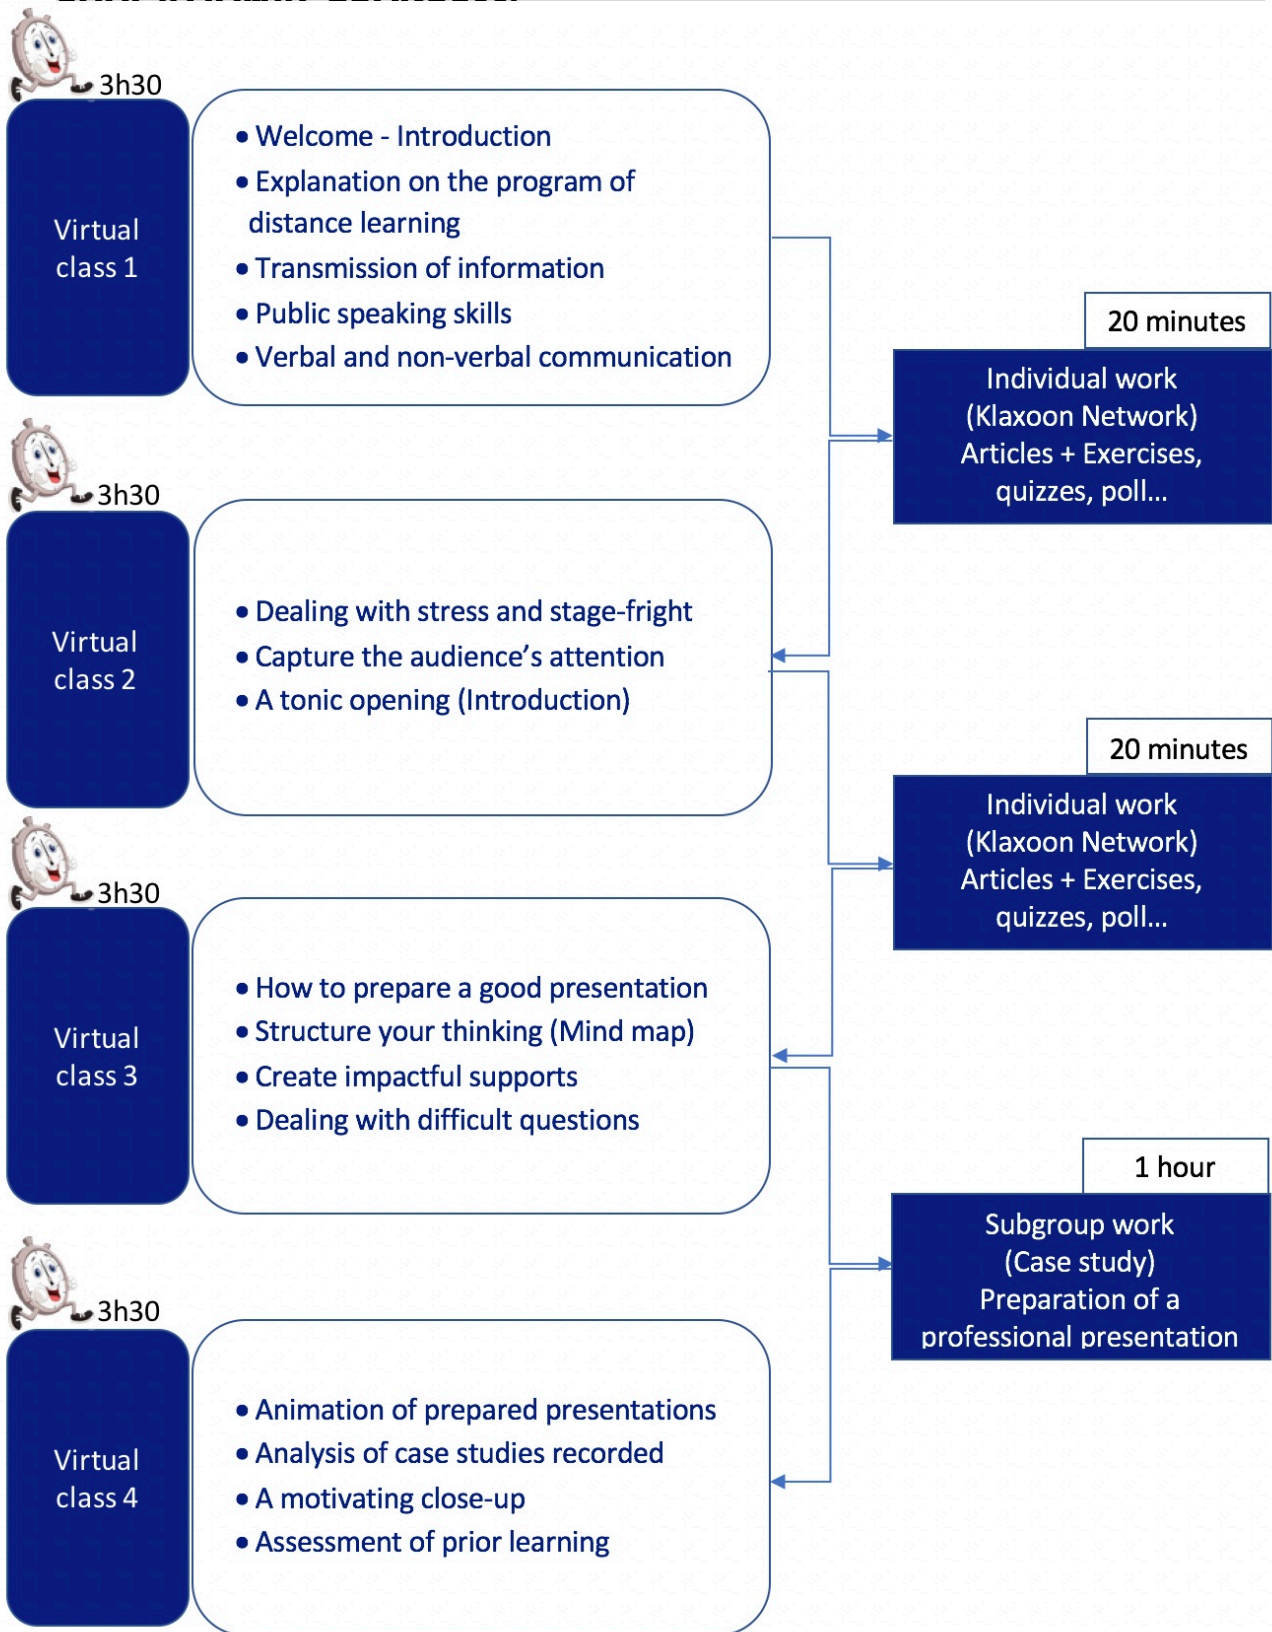 3h30
Virtual
class 1
• Welcome - Introduction
• Explanation on the program of
distance learning
• Transmission of information
• Public speaking skills
• Verbal and non-verbal communication
20 minutes
Individual work
(Klaxoon Network)
Articles + Exercises,
quizzes, poll...
3h30
Virtual
class 2
• Dealing with stress and stage-fright
• Capture the audience’s attention
• A tonic opening (Introduction)
20 minutes
Individual work
(Klaxoon Network)
Articles + Exercises,
quizzes, poll...
3h30
Virtual
class 3
• How to prepare a good presentation
• Structure your thinking (Mind map)
• Create impactful supports
• Dealing with difficult questions
1 hour
Subgroup work
(Case study)
Preparation of a
professional presentation
3h30
Virtual
class 4
• Animation of prepared presentations
• Analysis of case studies recorded
• A motivating close-up
• Assessment of prior learning